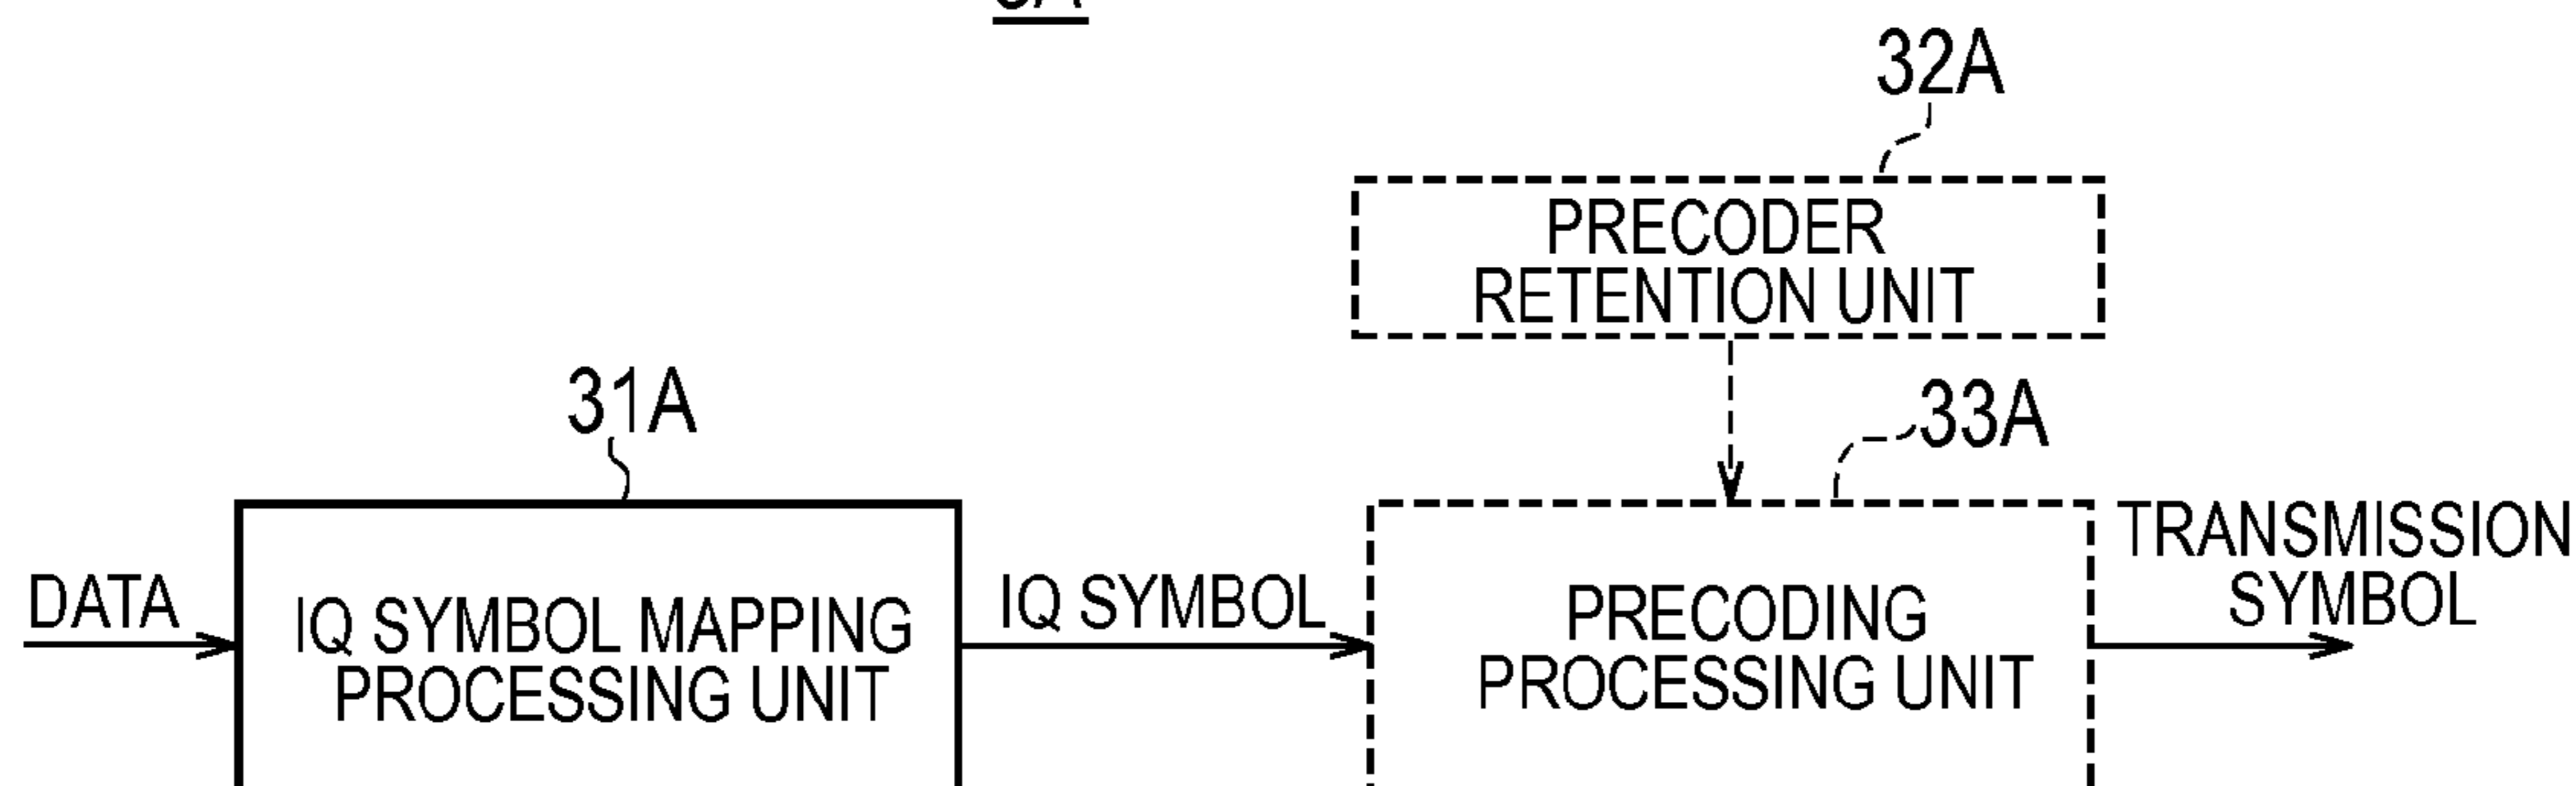 32A
PRECODER
RETENTION UNIT
31A
33A
DATA
IQ SYMBOL MAPPING
PROCESSING UNIT
IQ SYMBOL
PRECODING
PROCESSING UNIT
TRANSMISSION
SYMBOL